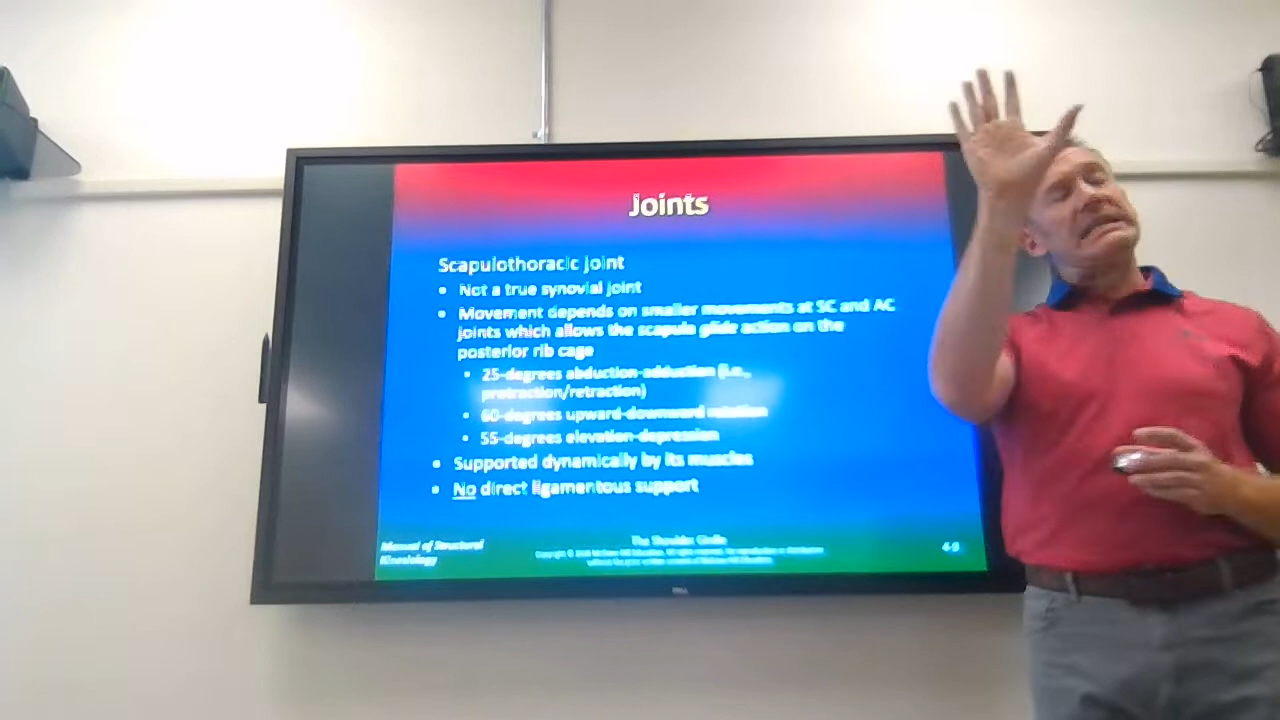 Joints
Scapulothoracic joint
• Not a true synovial joint
• Movement depends on smaller movements at SC and AC
joints which allows the scapula glide action on the
posterior rib cage
• 25-degrees abduction-adduction (i.e.,
protraction/retraction)
• 60-degrees upward-downward rotation
• 55-degrees elevation-depression
• Supported dynamically by its muscles
• No direct ligamentous support
Manual of Structural
Kinesiology
The Shoulder Girdle
4-9
DELL